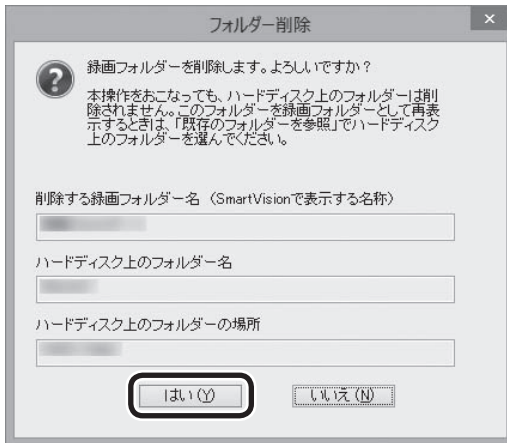 フォルダー削除
録画フォルダーを削除します。よろしいですか？
本操作をおこなっても、ハードディスク上のフォルダーは削
除されません。このフォルダーを録画フォルダーとして再表
示するときは、「既存のフォルダーを参照」でハードディスク
上のフォルダーを選んでください。
削除する録画フォルダー名（SmartVisionで表示する名称）
ハードディスク上のフォルダー名
ハードディスク上のフォルダーの場所
はい(Y) いいえ(N)